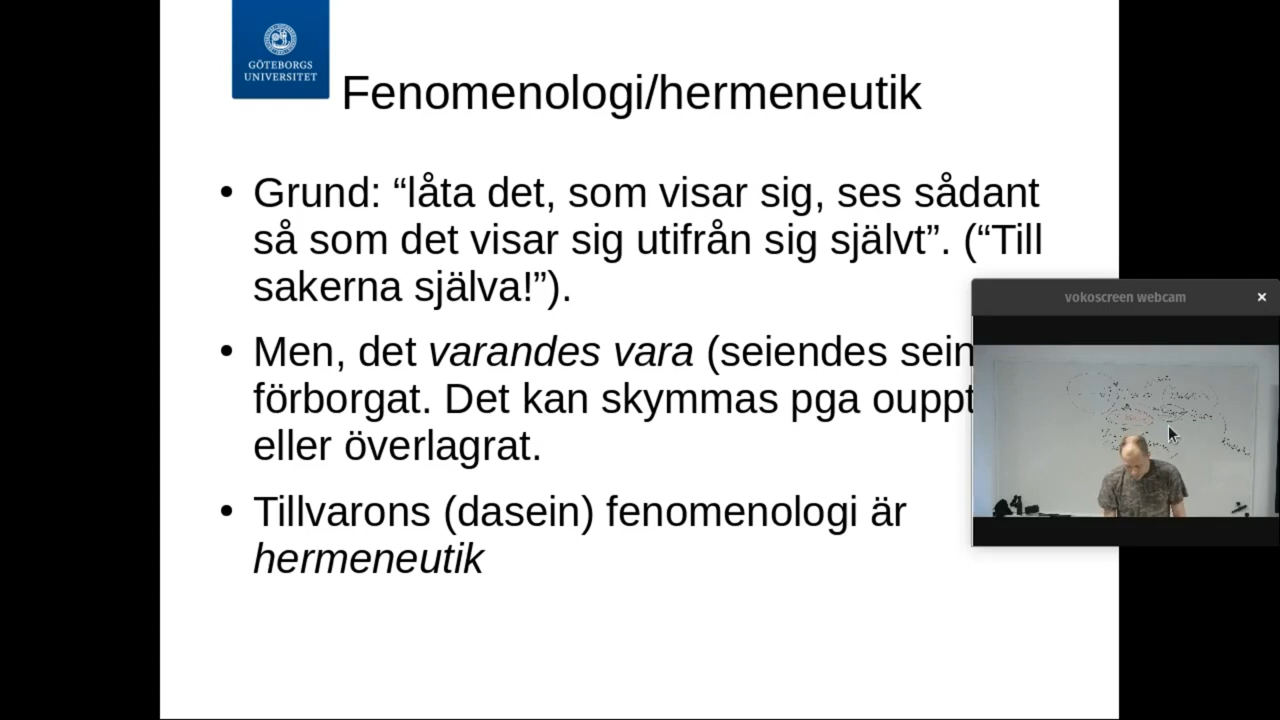 GÖTEBORGS
UNIVERSITET
Fenomenologi/hermeneutik
• Grund: “låta det, som visar sig, ses sådant
så som det visar sig utifrån sig självt”. (“Till
sakerna själva!”).
• Men, det varandes vara (seiendes sein
förborgat. Det kan skymmas pga
eller överlagrat.
• Tillvarons (dasein) fenomenologi är
hermeneutik
vokoscreen webcam